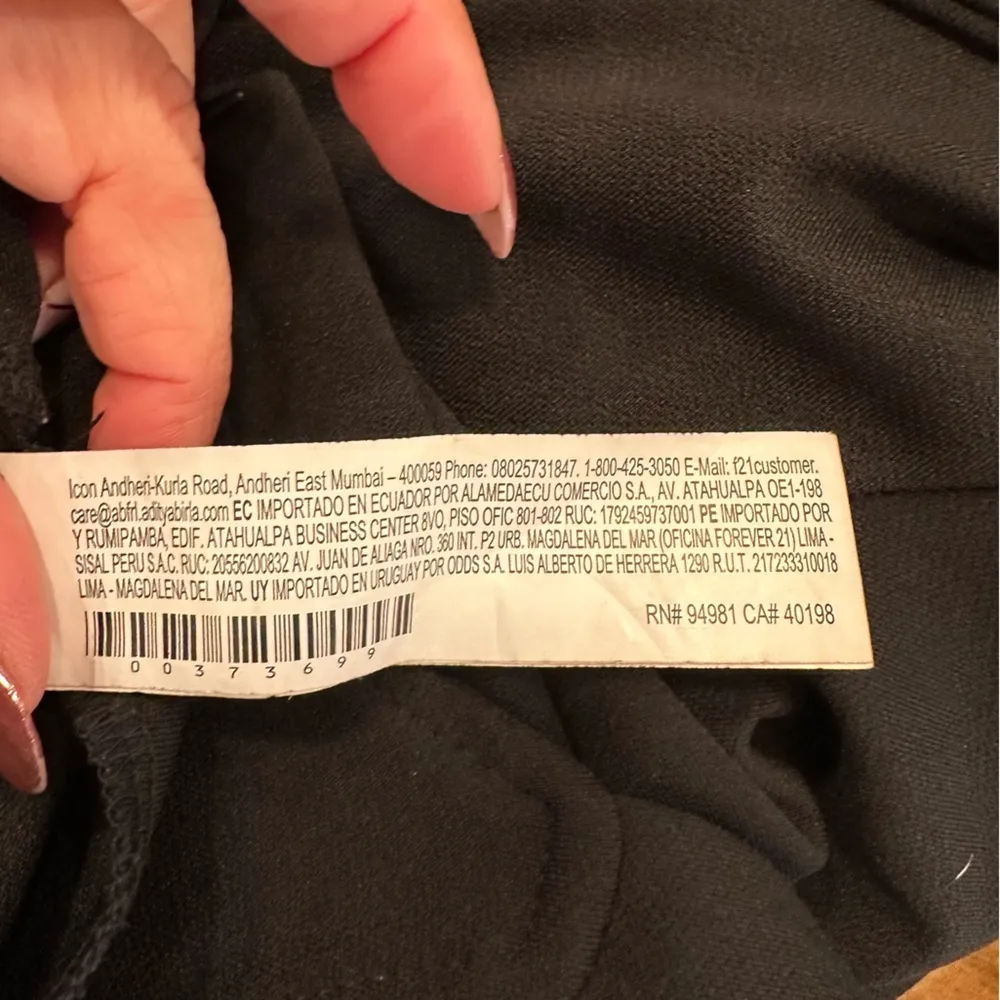 Icon Andheri-Kurla Road, Andheri East Mumbai – 400059 Phone: 08025731847. 1-800-425-3050 E-Mail: f21customer.
care@abfrl.adityabirla.com EC IMPORTADO EN ECUADOR POR ALAMEDAECU COMERCIO S.A., AV. ATAHUALPA OE1-198
Y RUMIPAMBA, EDIF. ATAHUALPA BUSINESS CENTER 8VO, PISO OFIC 801-802 RUC: 1792459737001 PE IMPORTADO POR
SISAL PERU S.A.C. RUC: 20556200832 AV. JUAN DE ALIAGA NRO. 360 INT. P2 URB. MAGDALENA DEL MAR (OFICINA FOREVER 21) LIMA -
LIMA - MAGDALENA DEL MAR. UY IMPORTADO EN URUGUAY POR ODDS S.A. LUIS ALBERTO DE HERRERA 1290 R.U.T. 217233310018
RN# 94981 CA# 40198
00373699